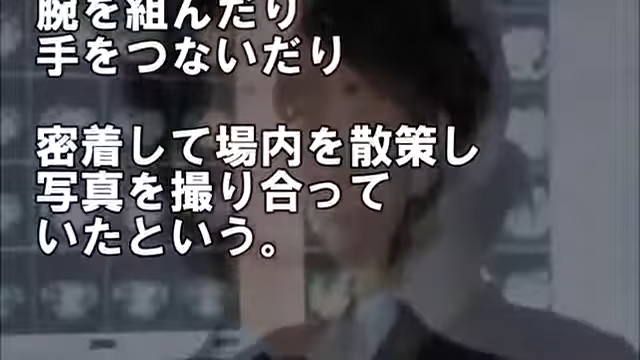 腕を組んだり
手をつないだり
密着して場内を散策し
写真を撮り合って
いたという。